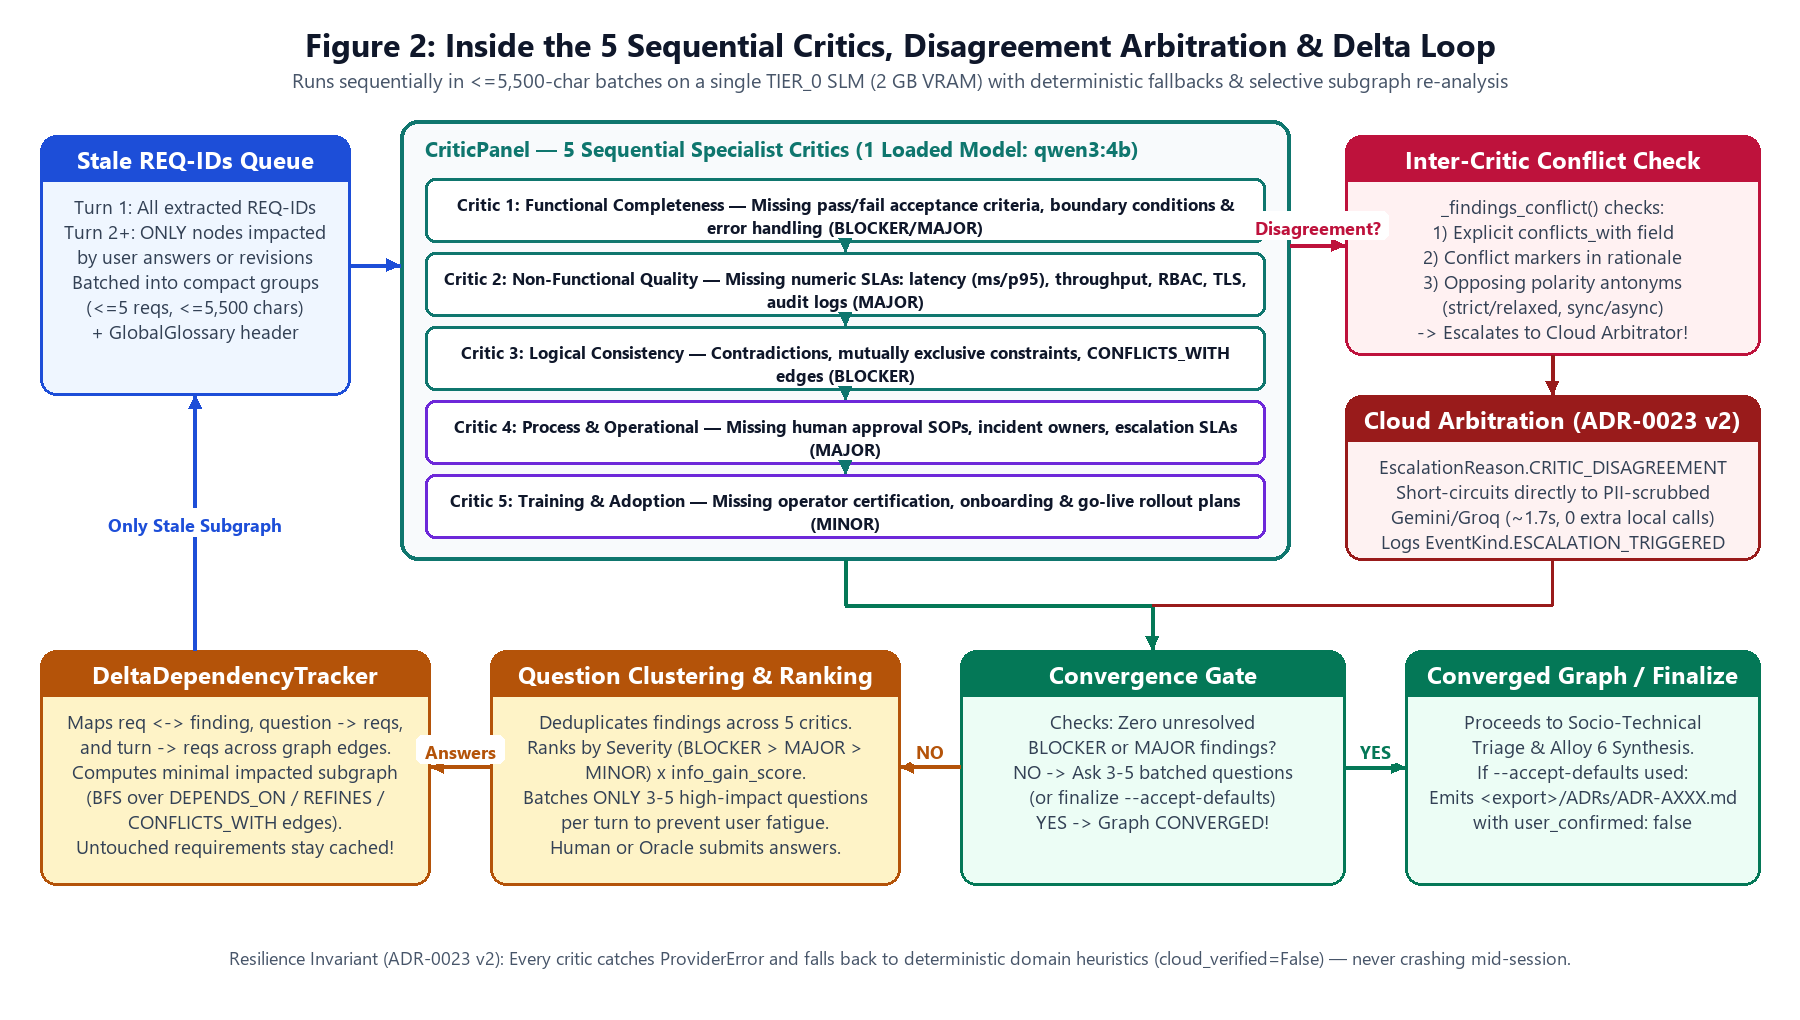 Figure 2: Inside the 5 Sequential Critics, Disagreement Arbitration & Delta Loop
Runs sequentially in <=5,500-char batches on a single TIER_0 SLM (2 GB VRAM) with deterministic fallbacks & selective subgraph re-analysis
Stale REQ-IDs Queue
Turn 1: All extracted REQ-IDs
Turn 2+: ONLY nodes impacted
by user answers or revisions
Batched into compact groups
(<=5 reqs, <=5,500 chars)
+ GlobalGlossary header
CriticPanel — 5 Sequential Specialist Critics (1 Loaded Model: qwen3:4b)
Critic 1: Functional Completeness — Missing pass/fail acceptance criteria, boundary conditions &
error handling (BLOCKER/MAJOR)
Critic 2: Non-Functional Quality — Missing numeric SLAs: latency (ms/p95), throughput, RBAC, TLS,
audit logs (MAJOR)
Critic 3: Logical Consistency — Contradictions, mutually exclusive constraints, CONFLICTS_WITH
edges (BLOCKER)
Critic 4: Process & Operational — Missing human approval SOPs, incident owners, escalation SLAs
(MAJOR)
Critic 5: Training & Adoption — Missing operator certification, onboarding & go-live rollout plans
(MINOR)
Disagreement?
Inter-Critic Conflict Check
_findings_conflict() checks:
1) Explicit conflicts_with field
2) Conflict markers in rationale
3) Opposing polarity antonyms
(strict/relaxed, sync/async)
-> Escalates to Cloud Arbitrator!
Cloud Arbitration (ADR-0023 v2)
EscalationReason.CRITIC_DISAGREEMENT
Short-circuits directly to PII-scrubbed
Gemini/Groq (~1.7s, 0 extra local calls)
Logs EventKind.ESCALATION_TRIGGERED
Only Stale Subgraph
DeltaDependencyTracker
Maps req <-> finding, question -> reqs,
and turn -> reqs across graph edges.
Computes minimal impacted subgraph
(BFS over DEPENDS_ON / REFINES /
CONFLICTS_WITH edges).
Untouched requirements stay cached!
Answers
Question Clustering & Ranking
Deduplicates findings across 5 critics.
Ranks by Severity (BLOCKER > MAJOR >
MINOR) x info_gain_score.
Batches ONLY 3-5 high-impact questions
per turn to prevent user fatigue.
Human or Oracle submits answers.
NO
Convergence Gate
Checks: Zero unresolved
BLOCKER or MAJOR findings?
NO -> Ask 3-5 batched questions
(or finalize --accept-defaults)
YES -> Graph CONVERGED!
YES
Converged Graph / Finalize
Proceeds to Socio-Technical
Triage & Alloy 6 Synthesis.
If --accept-defaults used:
Emits <export>/ADRs/ADR-AXXX.md
with user_confirmed: false
Resilience Invariant (ADR-0023 v2): Every critic catches ProviderError and falls back to deterministic domain heuristics (cloud_verified=False) — never crashing mid-session.